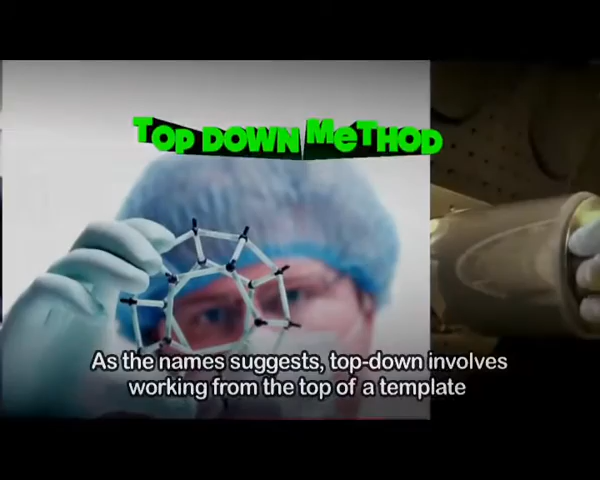 TOP DOWN MeTHOD
As the names suggests, top-down involves
working from the top of a template